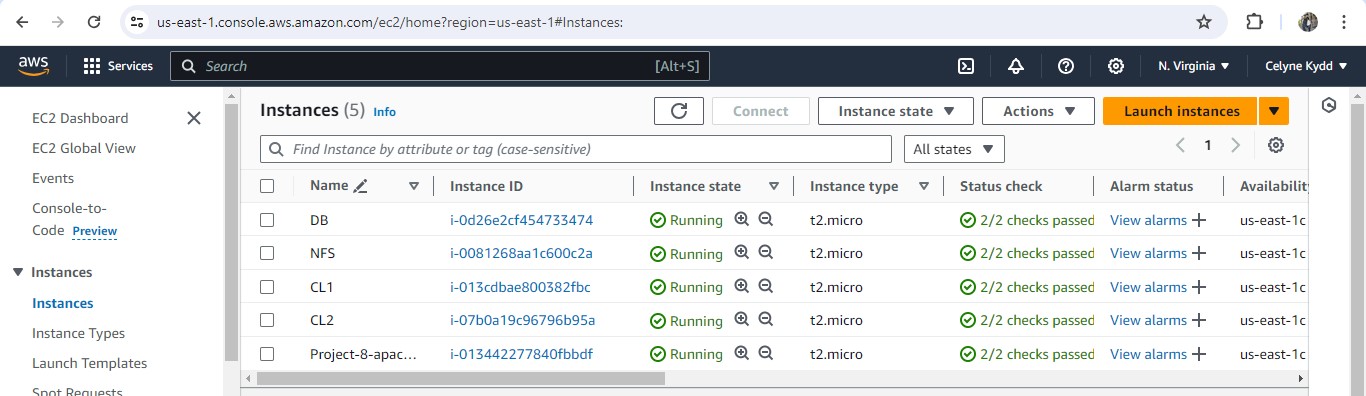 us-east-1.console.aws.amazon.com/ec2/home?region=us-east-1#Instances:
aws Services Search [Alt+S] N. Virginia Celyne Kydd
EC2 Dashboard
EC2 Global View
Events
Console-to-
Code Preview
Instances
Instances
Instance Types
Launch Templates
Spot Requests
Instances (5) Info Connect Instance state Actions Launch instances
Find Instance by attribute or tag (case-sensitive) All states 1
Name Instance ID Instance state Instance type Status check Alarm status Availability
DB i-0d26e2cf454733474 Running t2.micro 2/2 checks passed View alarms us-east-1c
NFS i-0081268aa1c600c2a Running t2.micro 2/2 checks passed View alarms us-east-1c
CL1 i-013cdbae800382fbc Running t2.micro 2/2 checks passed View alarms us-east-1c
CL2 i-07b0a19c96796b95a Running t2.micro 2/2 checks passed View alarms us-east-1c
Project-8-apac... i-013442277840fbbdf Running t2.micro 2/2 checks passed View alarms us-east-1c